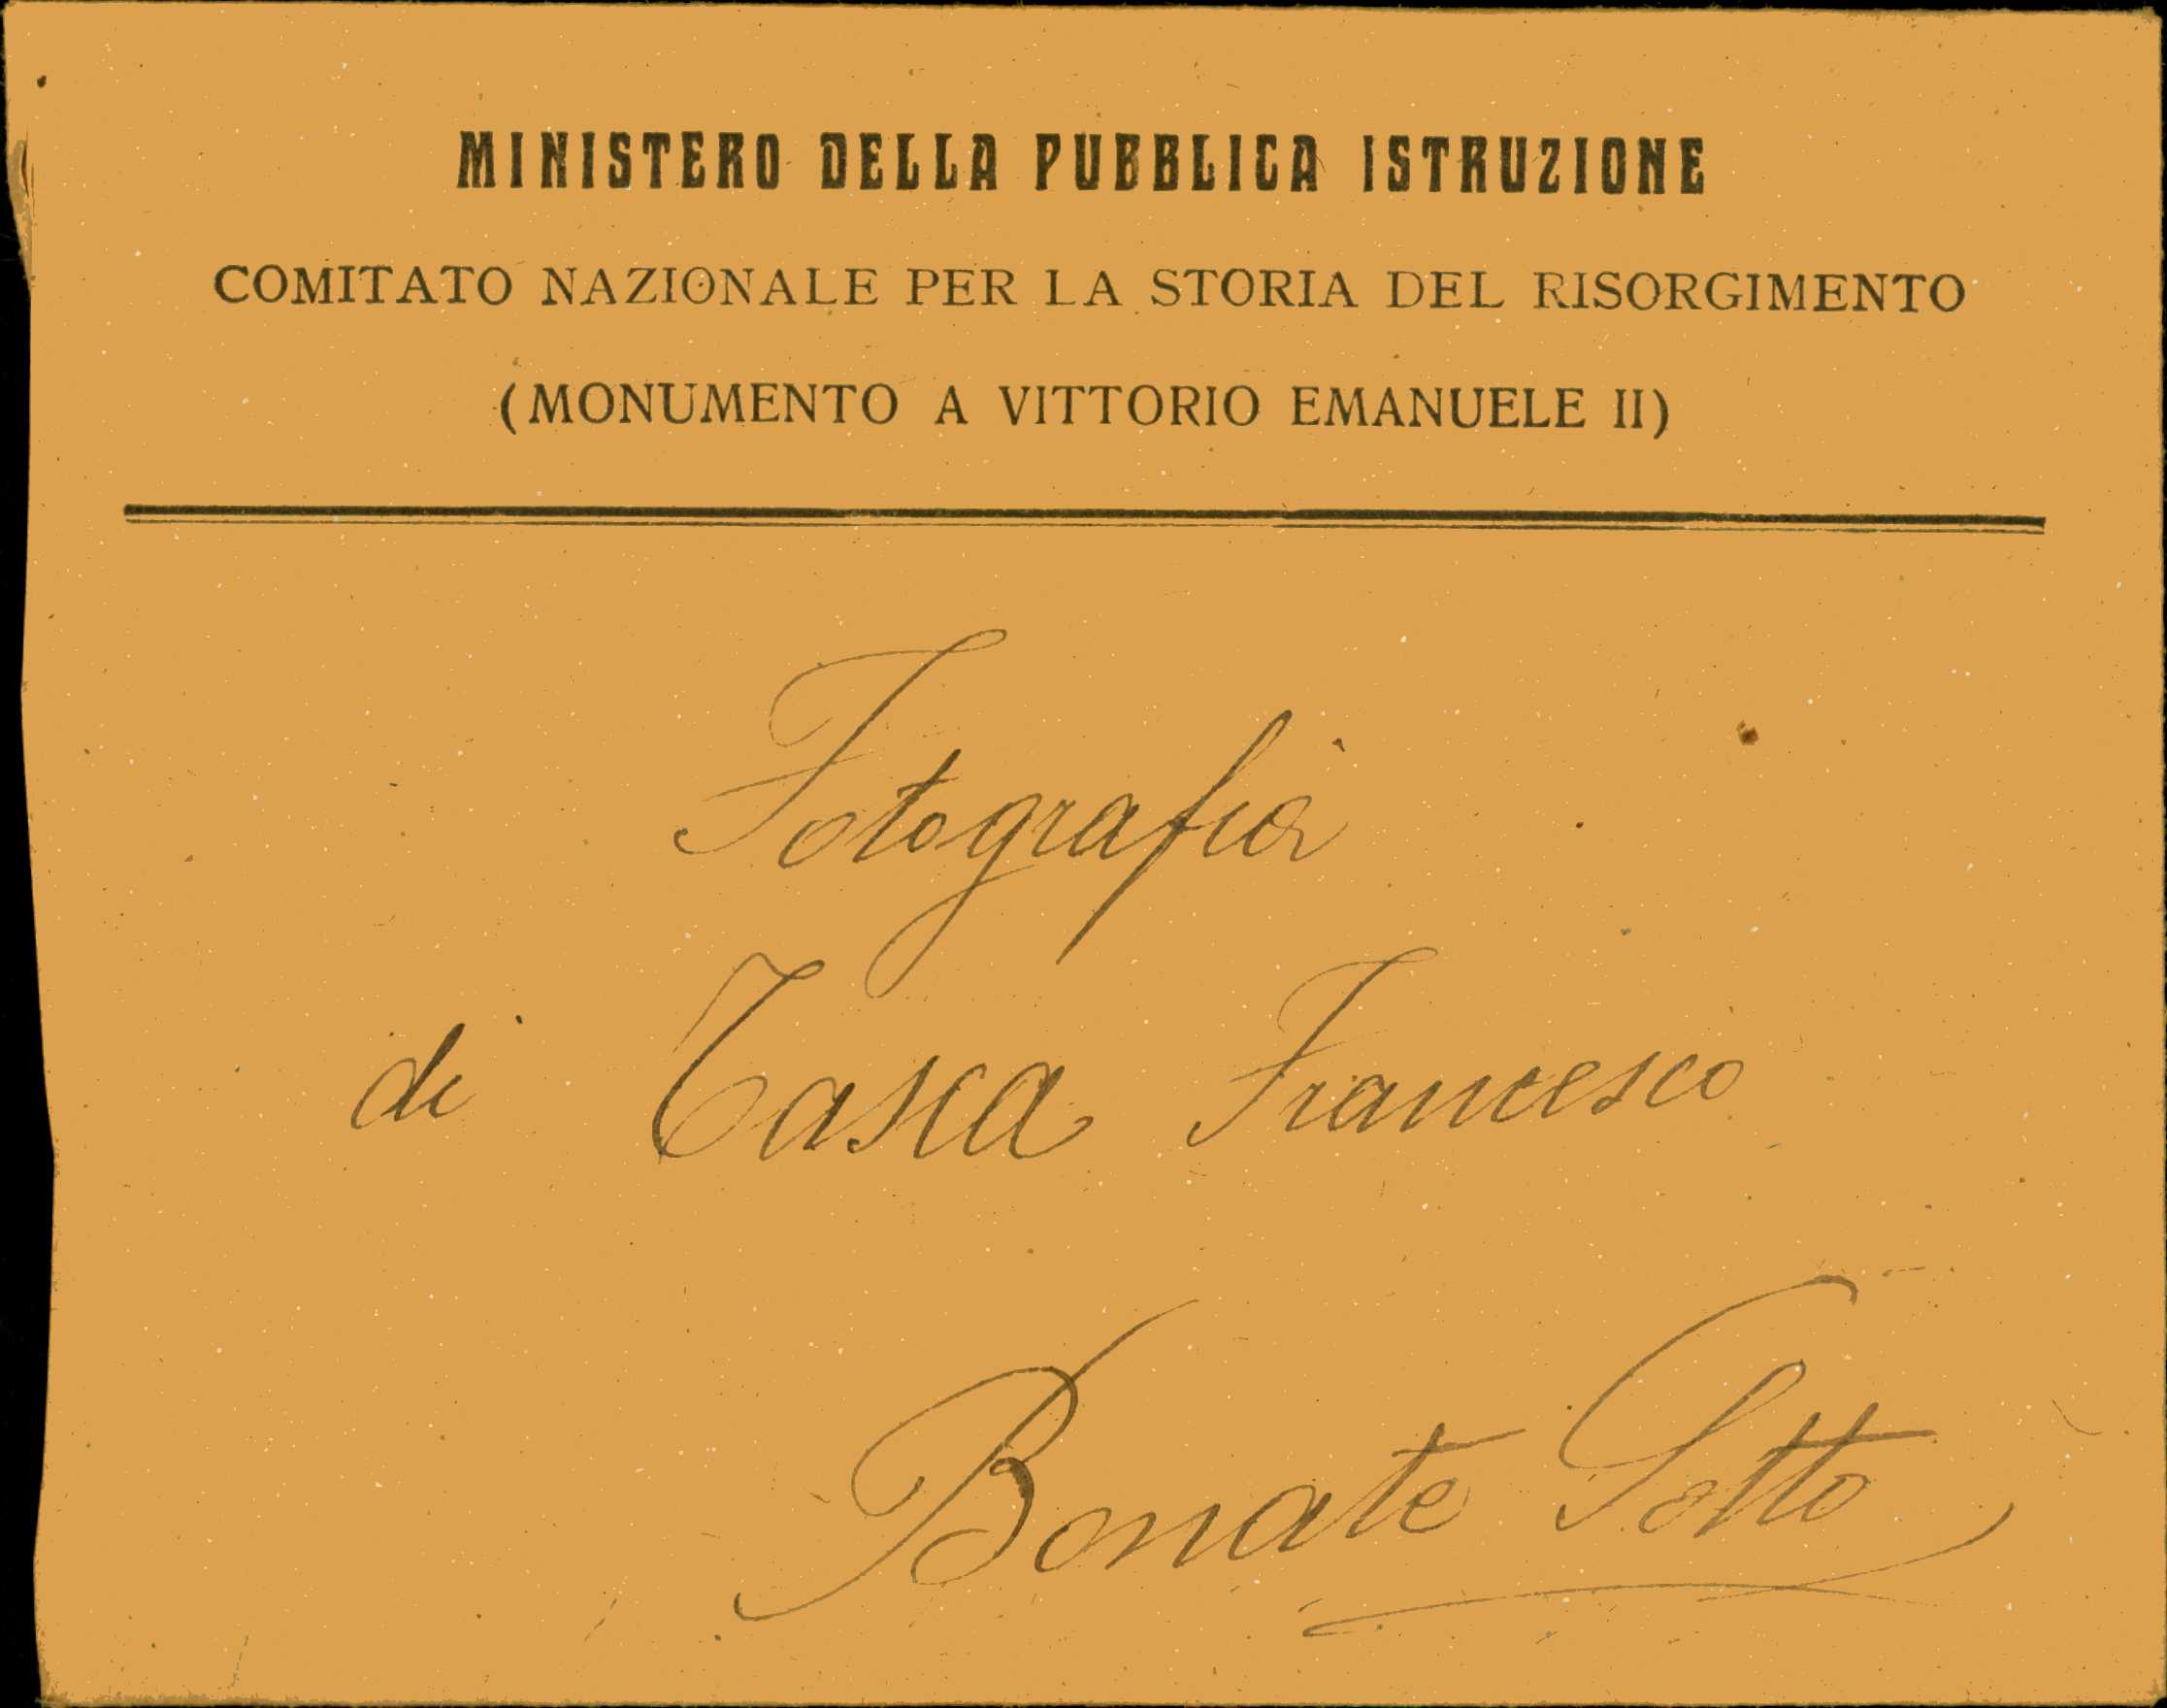 MINISTERO DELLA PUBBLICA ISTRUZIONE
COMITATO NAZIONALE PER LA STORIA DEL RISORGIMENTO
(MONUMENTO A VITTORIO EMANUELE II)
Fotografia
di Tasca Francesco
Bonate Sotto